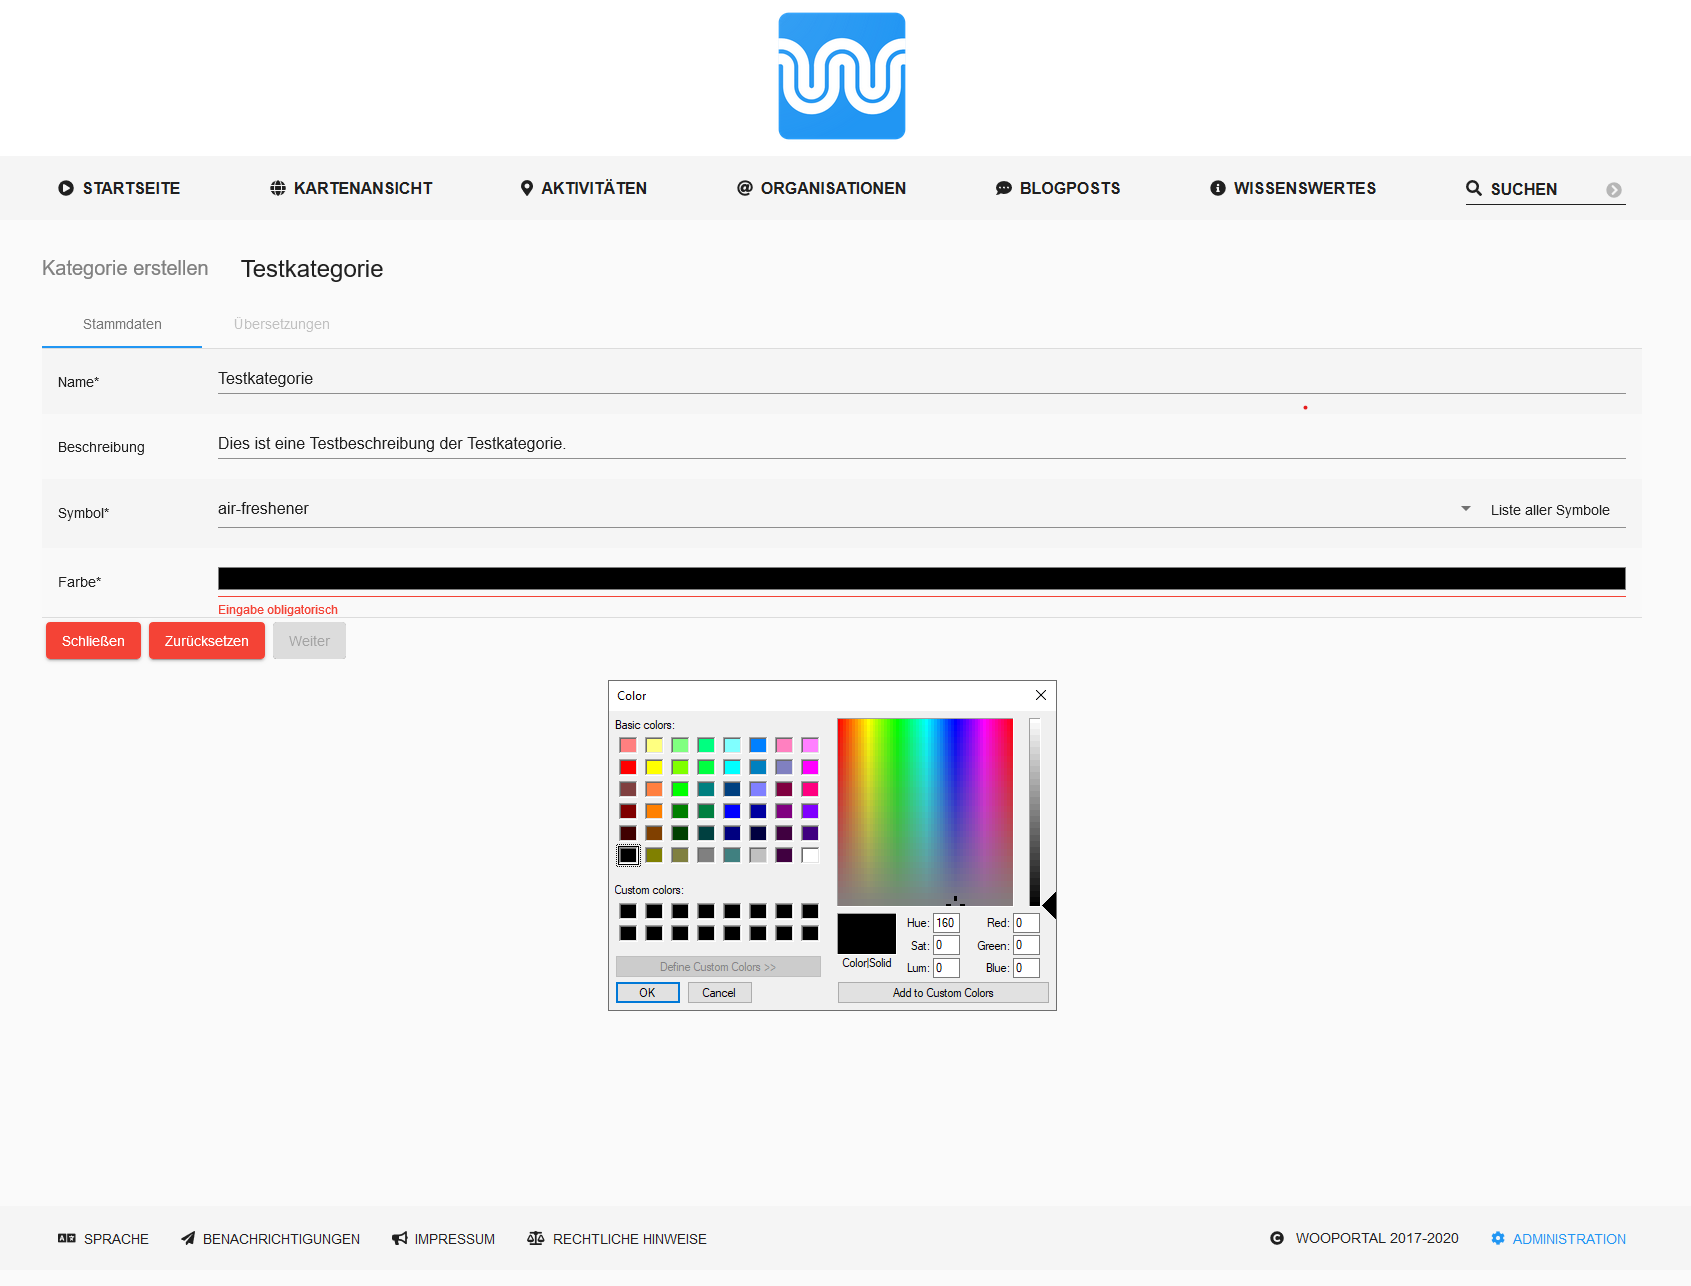 STARTSEITE KARTENANSICHT AKTIVITÄTEN ORGANISATIONEN BLOGPOSTS WISSENSWERTES SUCHEN
Kategorie erstellen Testkategorie
Stammdaten Übersetzungen
Name* Testkategorie
Beschreibung Dies ist eine Testbeschreibung der Testkategorie.
Symbol* air-freshener Liste aller Symbole
Farbe*
Eingabe obligatorisch
Schließen Zurücksetzen Weiter
Color
Basic colors:
Custom colors:
Define Custom Colors >>
OK Cancel
Color|Solid
Hue: 160 Red: 0
Sat: 0 Green: 0
Lum: 0 Blue: 0
Add to Custom Colors
SPRACHE BENACHRICHTIGUNGEN IMPRESSUM RECHTLICHE HINWEISE WOOPORTAL 2017-2020 ADMINISTRATION